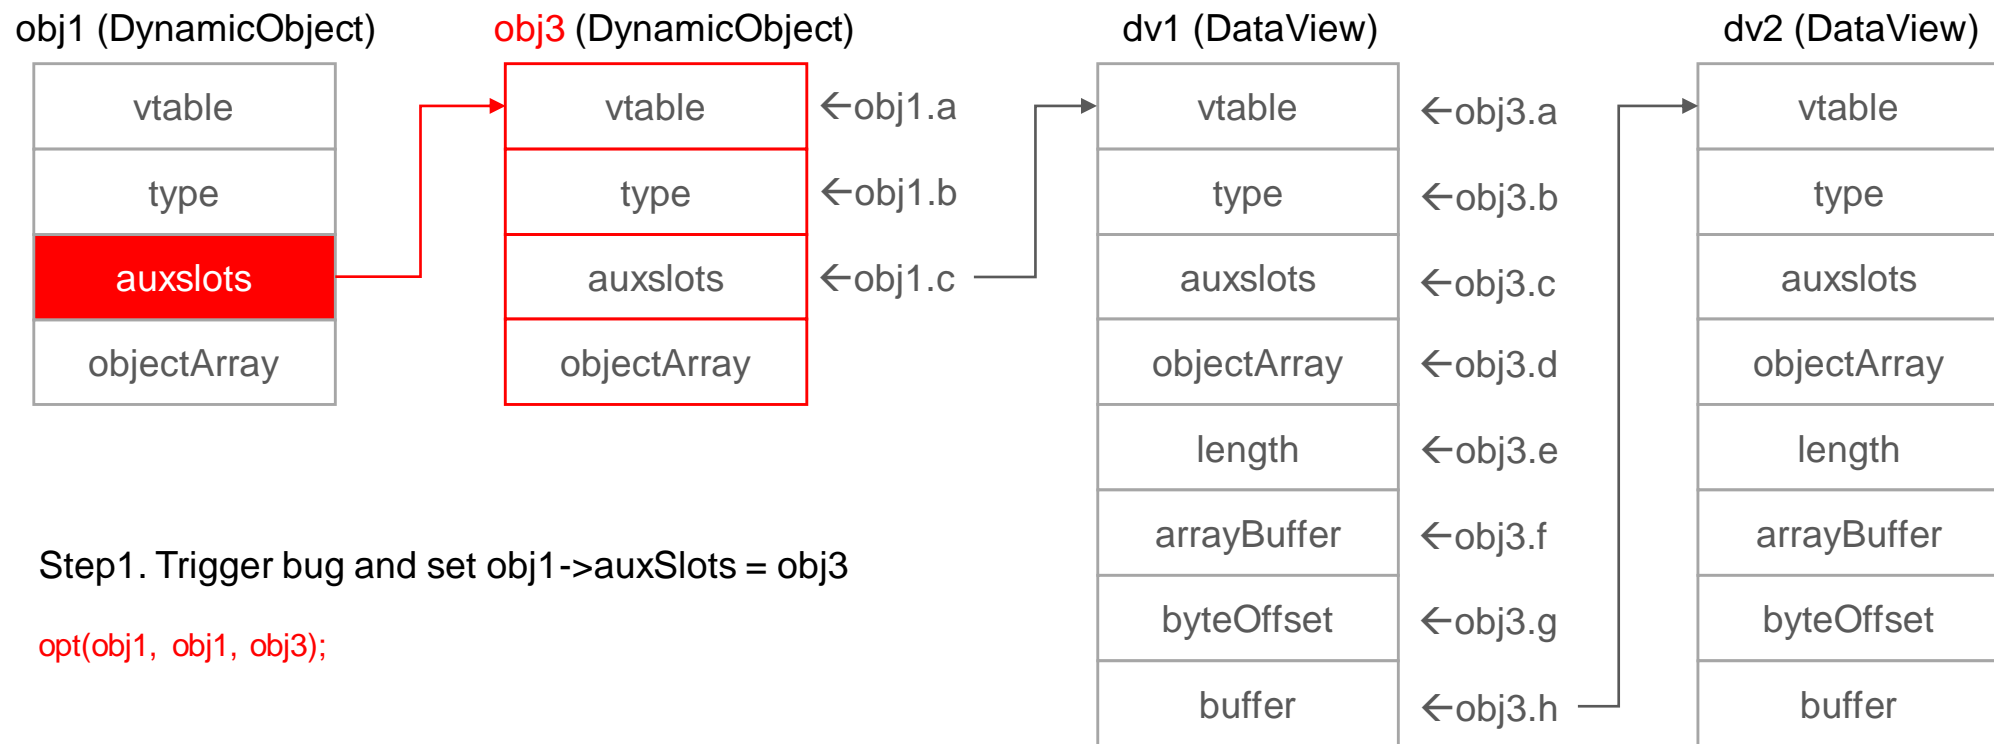 obj1 (DynamicObject)
vtable
type
auxslots
objectArray
obj3 (DynamicObject)
vtable ←obj1.a
type ←obj1.b
auxslots ←obj1.c
objectArray
dv1 (DataView)
vtable ←obj3.a
type ←obj3.b
auxslots ←obj3.c
objectArray ←obj3.d
length ←obj3.e
arrayBuffer ←obj3.f
byteOffset ←obj3.g
buffer ←obj3.h
dv2 (DataView)
vtable
type
auxslots
objectArray
length
arrayBuffer
byteOffset
buffer
Step1. Trigger bug and set obj1->auxSlots = obj3
opt(obj1, obj1, obj3);